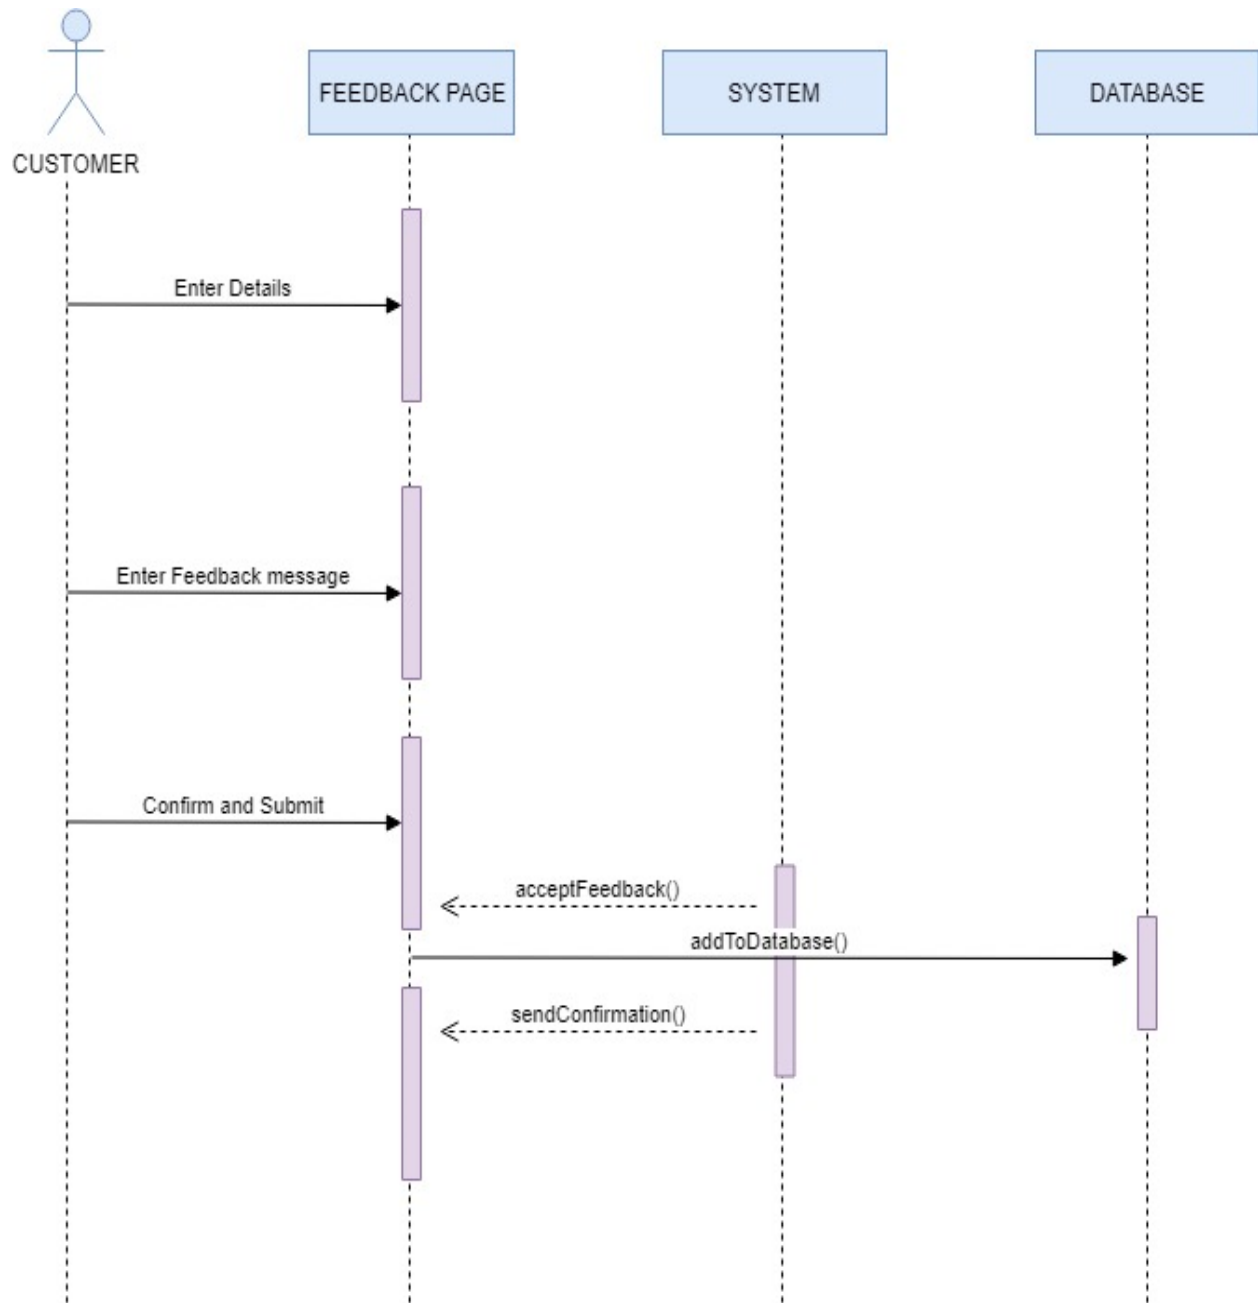 FEEDBACK PAGE
SYSTEM
DATABASE
CUSTOMER
Enter Details
Enter Feedback message
Confirm and Submit
acceptFeedback()
addToDatabase()
sendConfirmation()